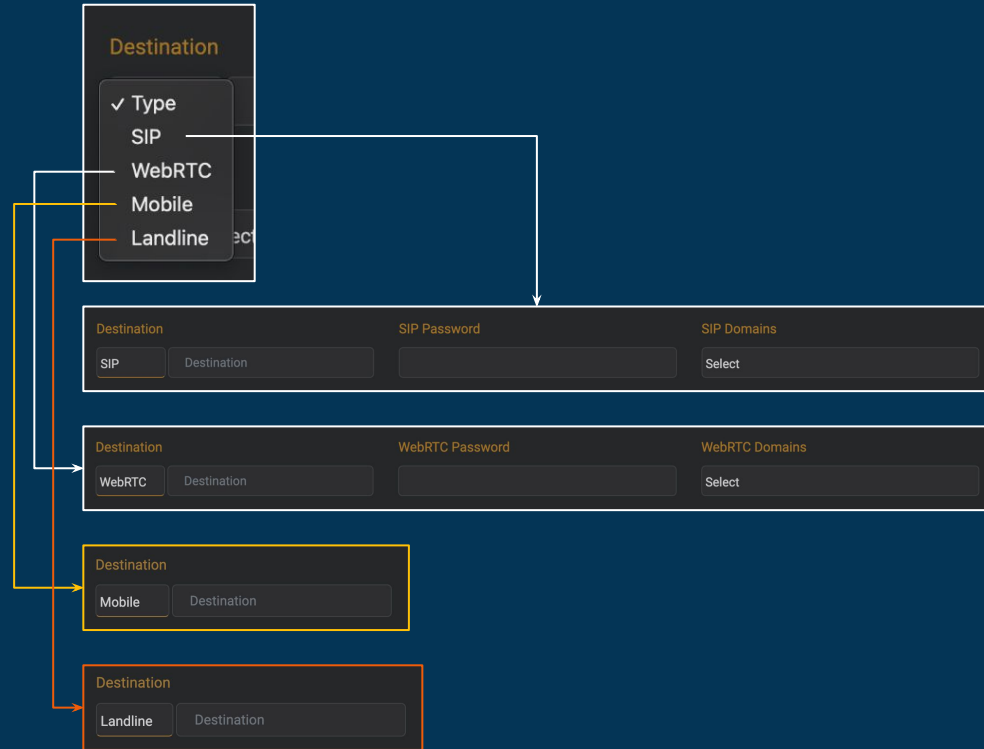 Destination
✓ Type
SIP
WebRTC
Mobile
Landline
ect
Destination SIP Password SIP Domains
SIP Destination Select
Destination WebRTC Password WebRTC Domains
WebRTC Destination Select
Destination
Mobile Destination
Destination
Landline Destination